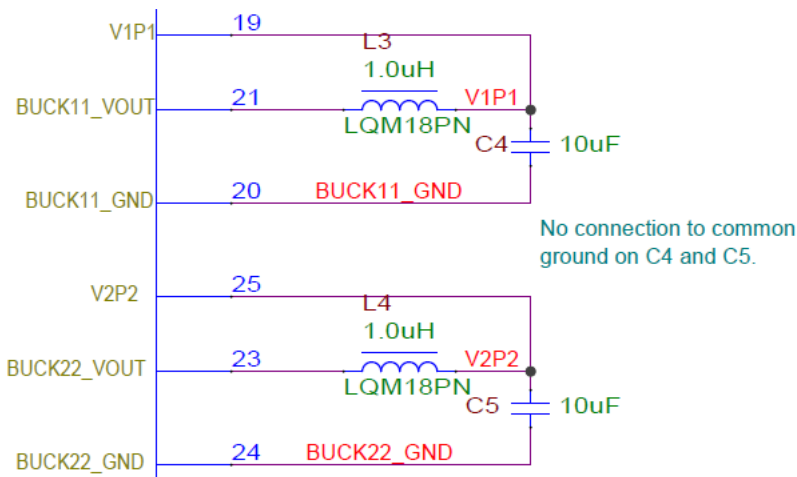 V1P1 19
L3
1.0uH
BUCK11_VOUT 21 V1P1
LQM18PN
C4 10uF
BUCK11_GND 20 BUCK11_GND
No connection to common
ground on C4 and C5.
V2P2 25
L4
1.0uH
BUCK22_VOUT 23 V2P2
LQM18PN
C5 10uF
BUCK22_GND 24 BUCK22_GND